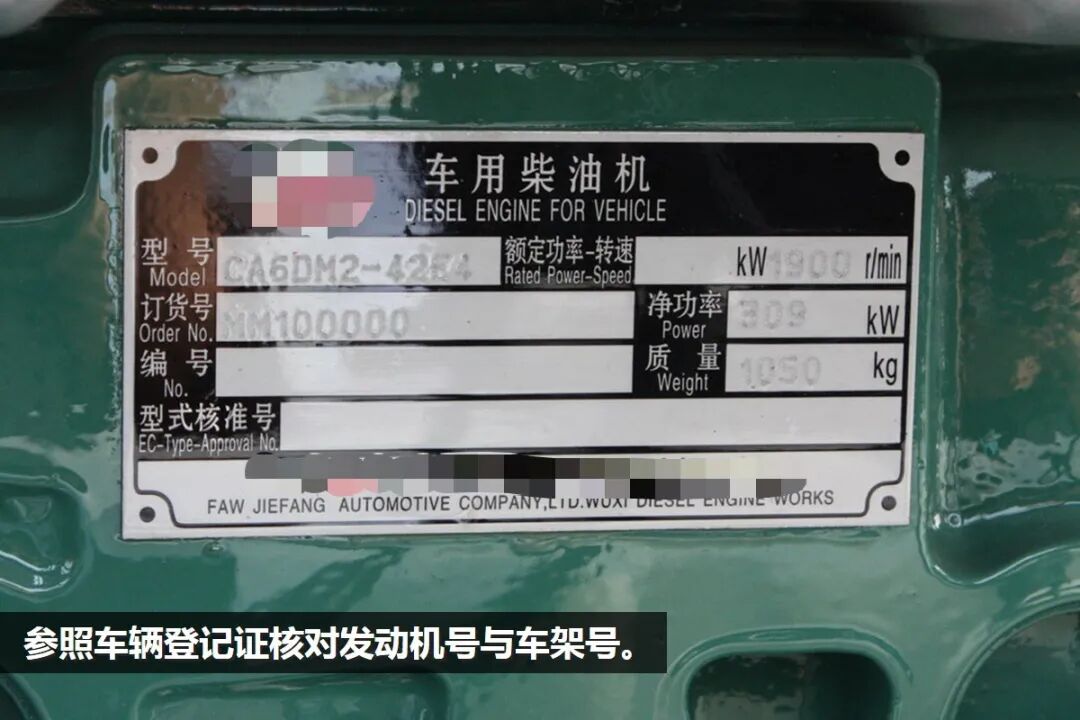 车用柴油机
DIESEL ENGINE FOR VEHICLE
型号 CA6DM2-42E4 额定功率-转速 kW 1900 r/min
Model Rated Power-Speed
订货号 MM100000 净功率 309 kW
Order No. Power
编号 质量 1050 kg
No. Weight
型式核准号
EC-Type-Approval No.
FAW JIEFANG AUTOMOTIVE COMPANY,LTD.WUXI DIESEL ENGINE WORKS
参照车辆登记证核对发动机号与车架号。